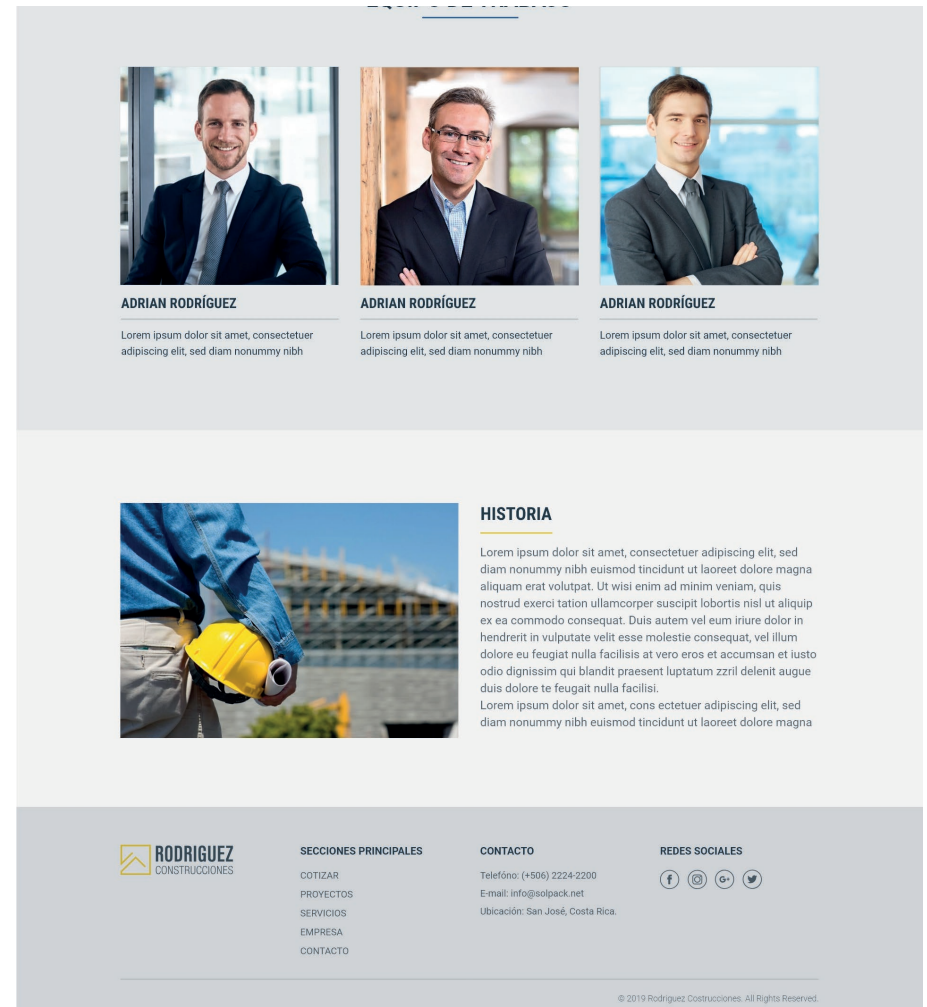 EQUIPO DE TRABAJO
ADRIAN RODRÍGUEZ
Lorem ipsum dolor sit amet, consectetuer
adipiscing elit, sed diam nonummy nibh
ADRIAN RODRÍGUEZ
Lorem ipsum dolor sit amet, consectetuer
adipiscing elit, sed diam nonummy nibh
ADRIAN RODRÍGUEZ
Lorem ipsum dolor sit amet, consectetuer
adipiscing elit, sed diam nonummy nibh
HISTORIA
Lorem ipsum dolor sit amet, consectetuer adipiscing elit, sed
diam nonummy nibh euismod tincidunt ut laoreet dolore magna
aliquam erat volutpat. Ut wisi enim ad minim veniam, quis
nostrud exerci tation ullamcorper suscipit lobortis nisl ut aliquip
ex ea commodo consequat. Duis autem vel eum iriure dolor in
hendrerit in vulputate velit esse molestie consequat, vel illum
dolore eu feugiat nulla facilisis at vero eros et accumsan et iusto
odio dignissim qui blandit praesent luptatum zzril delenit augue
duis dolore te feugait nulla facilisi.
Lorem ipsum dolor sit amet, cons ectetuer adipiscing elit, sed
diam nonummy nibh euismod tincidunt ut laoreet dolore magna
RODRIGUEZ
CONSTRUCCIONES
SECCIONES PRINCIPALES
COTIZAR
PROYECTOS
SERVICIOS
EMPRESA
CONTACTO
CONTACTO
Telefóno: (+506) 2224-2200
E-mail: info@solpack.net
Ubicación: San José, Costa Rica.
REDES SOCIALES
f G+
© 2019 Rodriguez Costrucciones. All Rights Reserved.